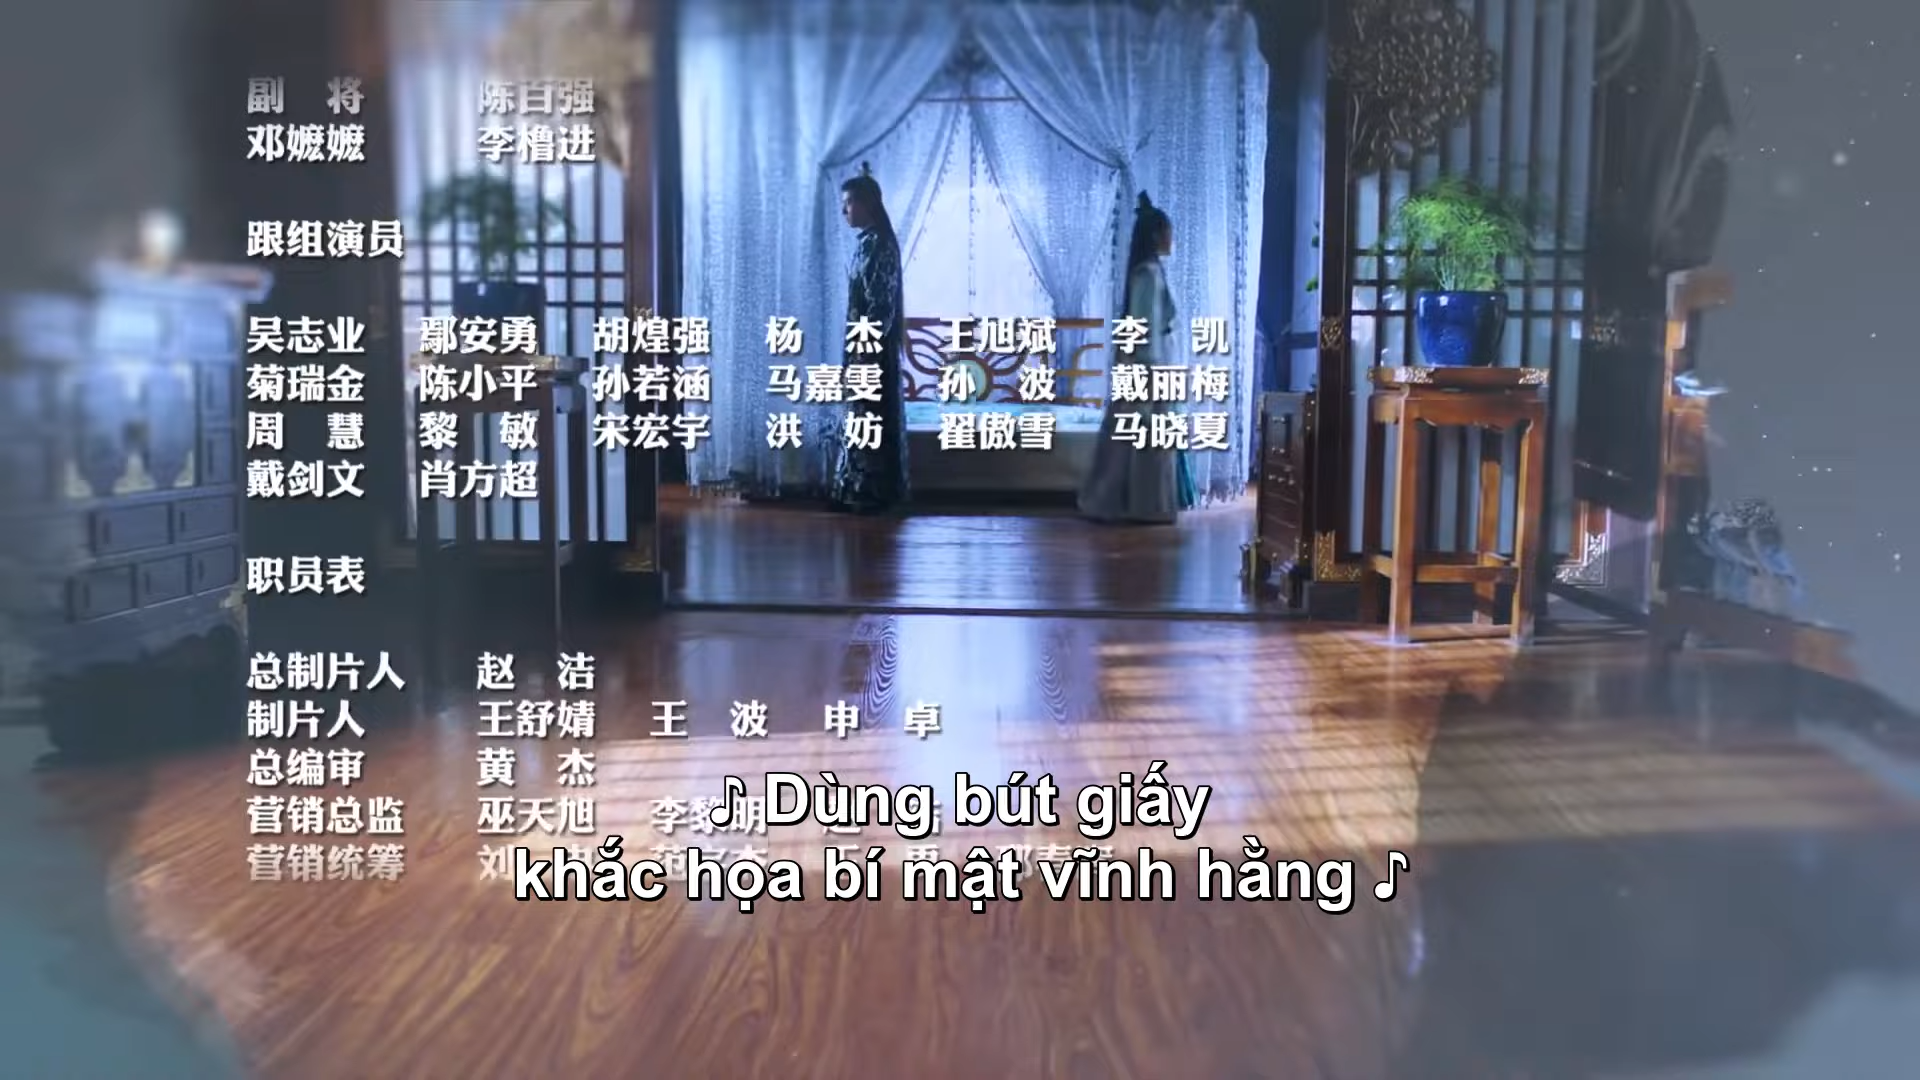 副 将 陈百强
邓嬷嬷 李橹进
跟组演员
吴志业 鄢安勇 胡煌强 杨 杰 王旭斌 李 凯
菊瑞金 陈小平 孙若涵 马嘉雯 孙 波 戴丽梅
周 慧 黎 敏 宋宏宇 洪 妨 翟傲雪 马晓夏
戴剑文 肖方超
职员表
总制片人 赵 洁
制片人 王舒婧 王 波 申 卓
总编审 黄 杰
营销总监 巫天旭 李黎明
营销统筹 刘
♪ Dùng bút giấy
khắc họa bí mật vĩnh hằng ♪